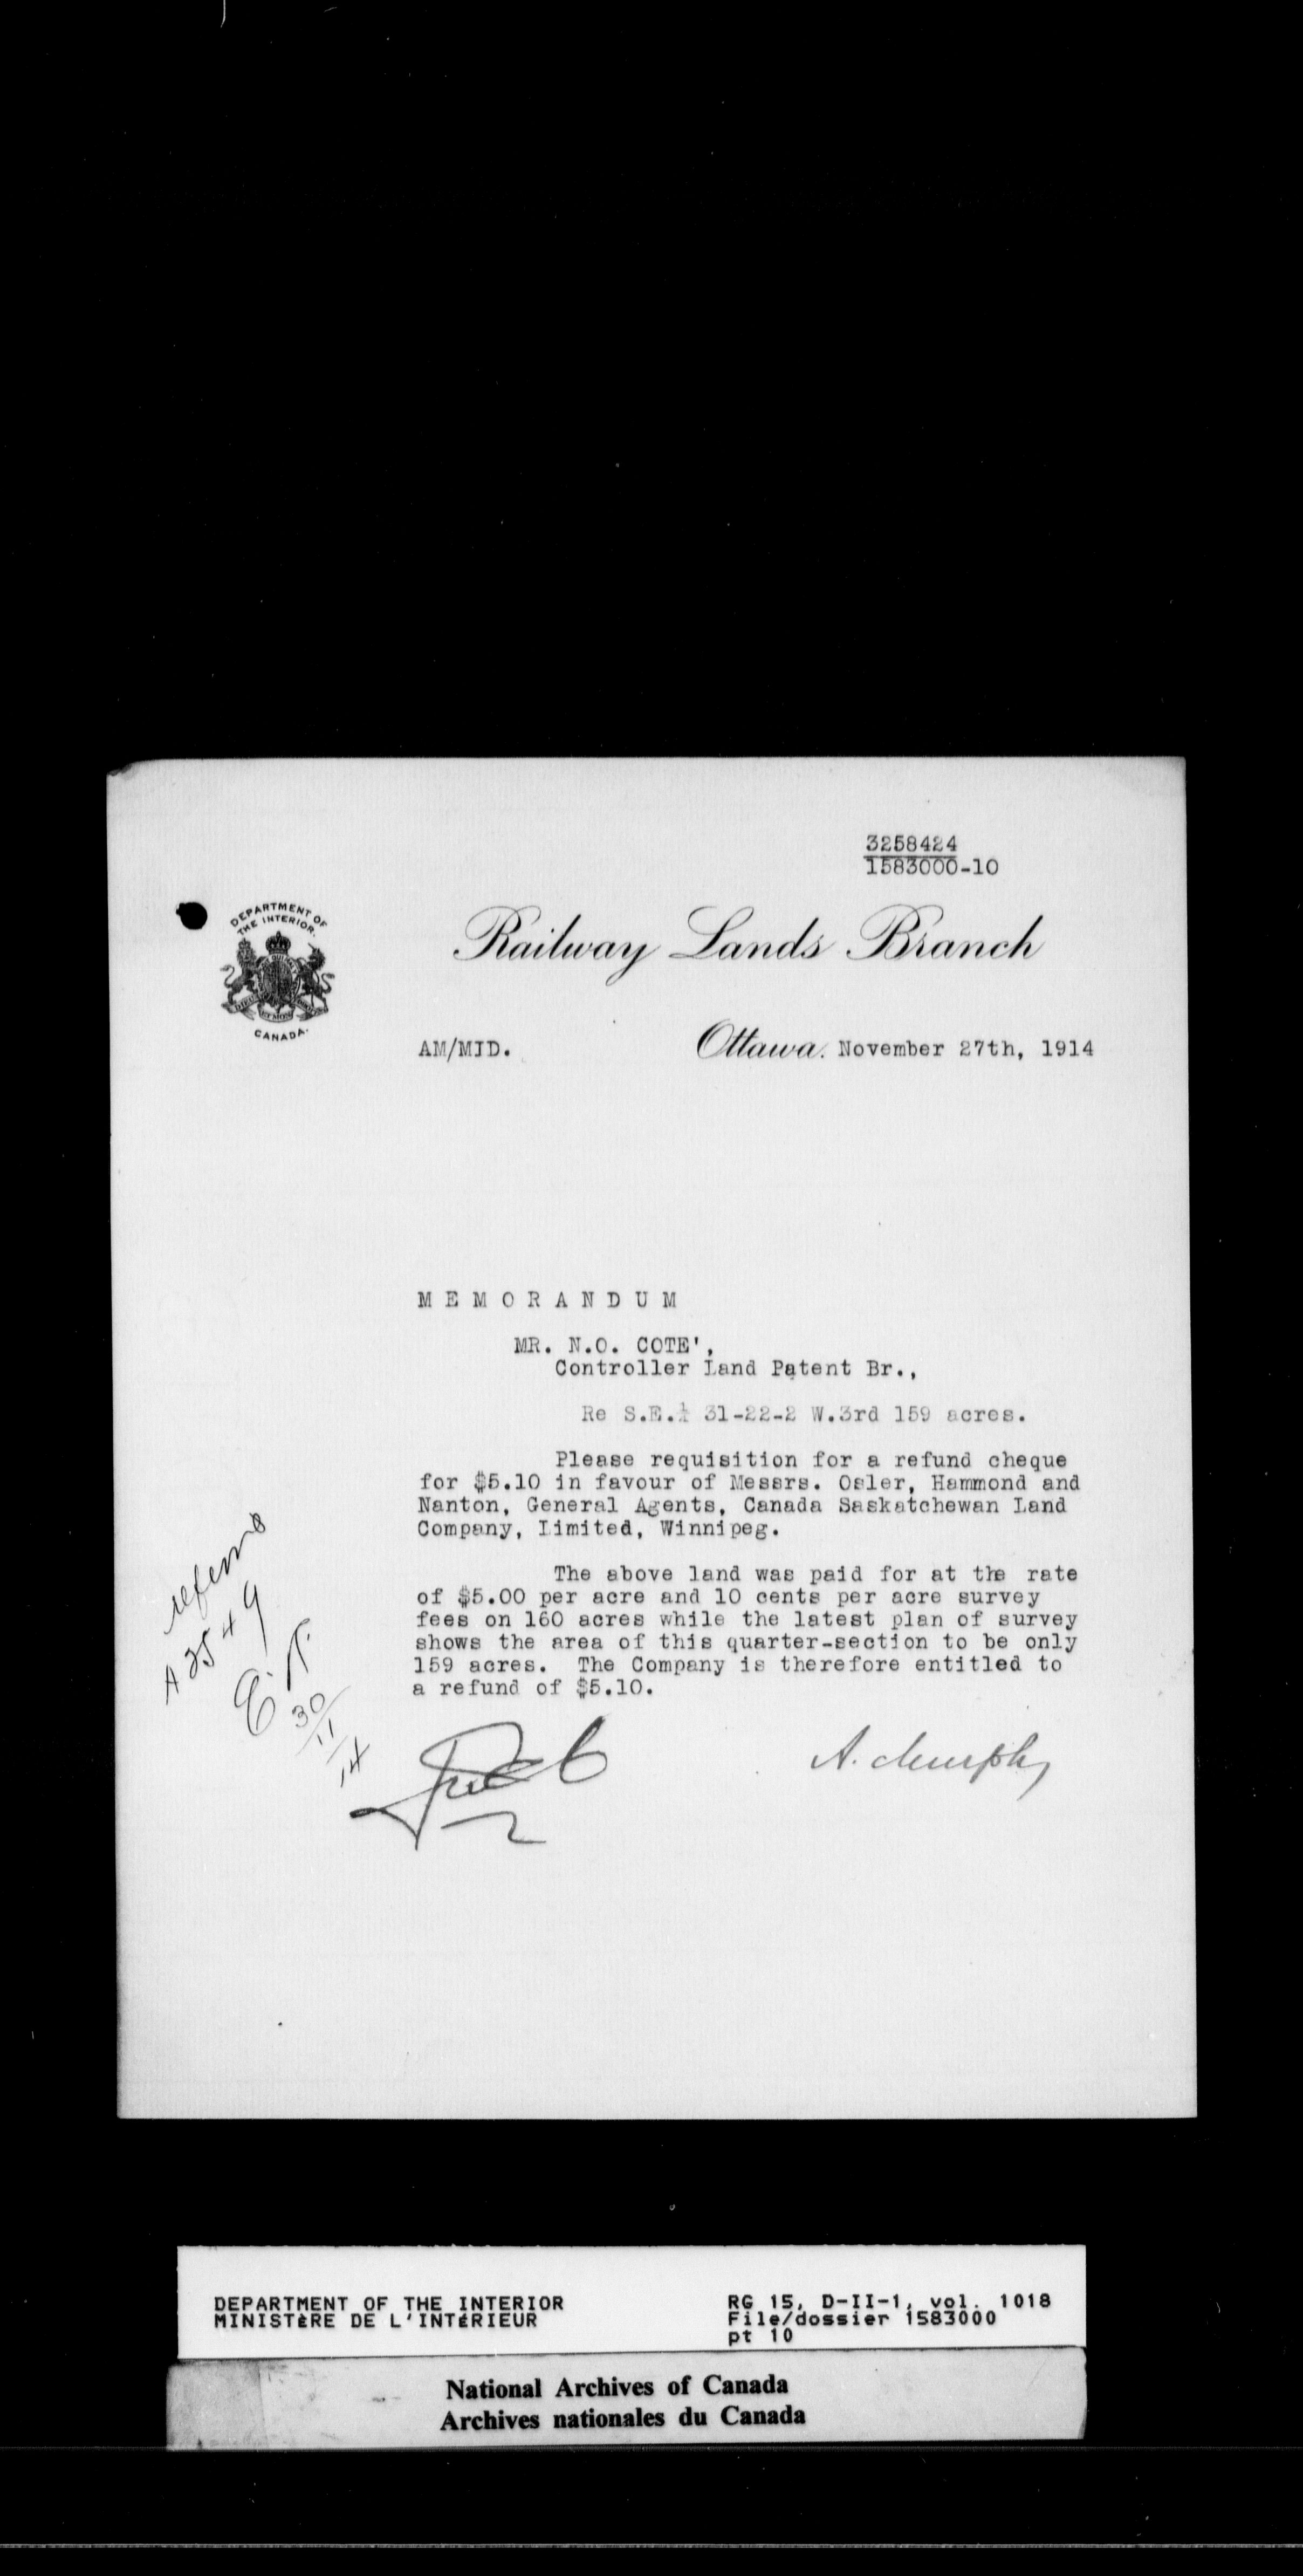 3258424
1583000-10
DEPARTMENT OF
THE INTERIOR.
CANADA.
Railway Lands Branch
AM/MID.
Ottawa. November 27th, 1914
M E M O R A N D U M
MR. N.O. COTE',
Controller Land Patent Br.,
Re S.E.¼ 31-22-2 W.3rd 159 acres.
Please requisition for a refund cheque
for $5.10 in favour of Messrs. Osler, Hammond and
Nanton, General Agents, Canada Saskatchewan Land
Company, Limited, Winnipeg.
The above land was paid for at the rate
of $5.00 per acre and 10 cents per acre survey
fees on 160 acres while the latest plan of survey
shows the area of this quarter-section to be only
159 acres. The Company is therefore entitled to
a refund of $5.10.
A 2549
30/11/14
A. Murphy
DEPARTMENT OF THE INTERIOR
MINISTèRE DE L'INTéRIEUR
RG 15, D-II-1, vol. 1018
File/dossier 1583000
pt 10
National Archives of Canada
Archives nationales du Canada